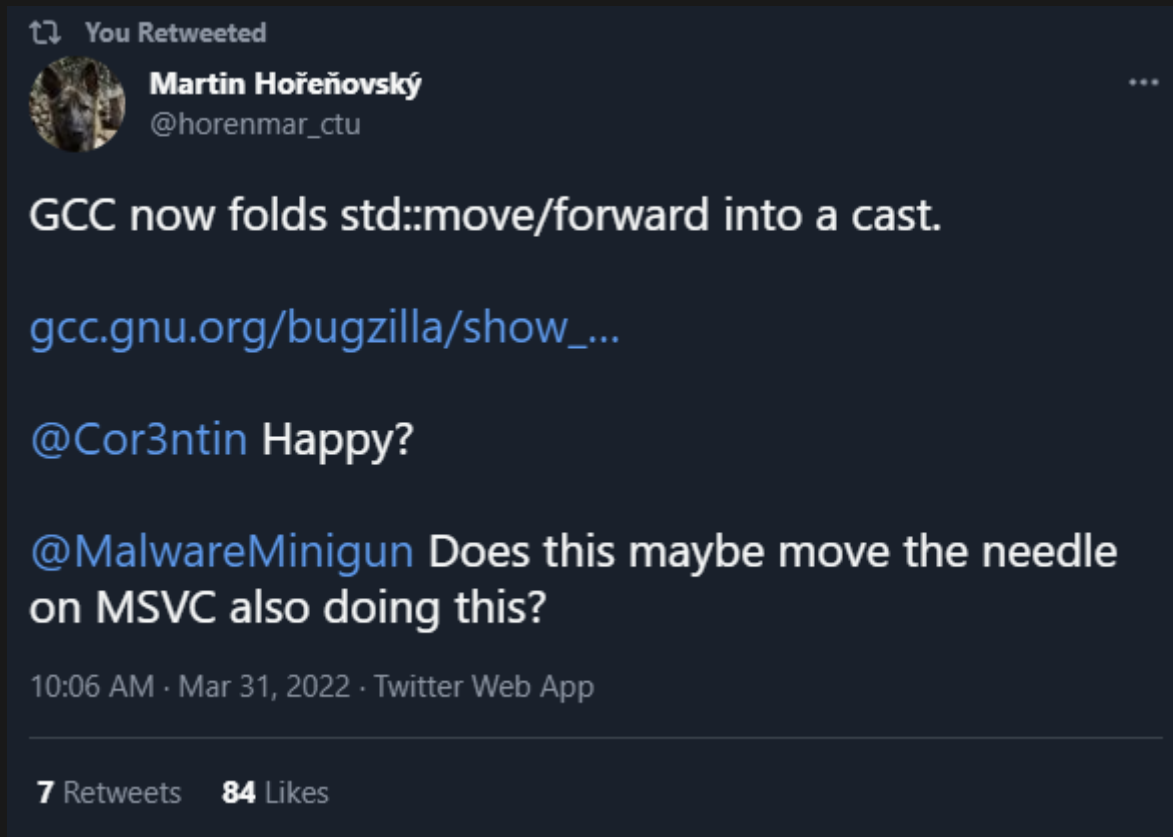 You Retweeted
Martin Hořeňovský
@horenmar_ctu
GCC now folds std::move/forward into a cast.
gcc.gnu.org/bugzilla/show_...
@Cor3ntin Happy?
@MalwareMinigun Does this maybe move the needle
on MSVC also doing this?
10:06 AM · Mar 31, 2022 · Twitter Web App
7 Retweets 84 Likes